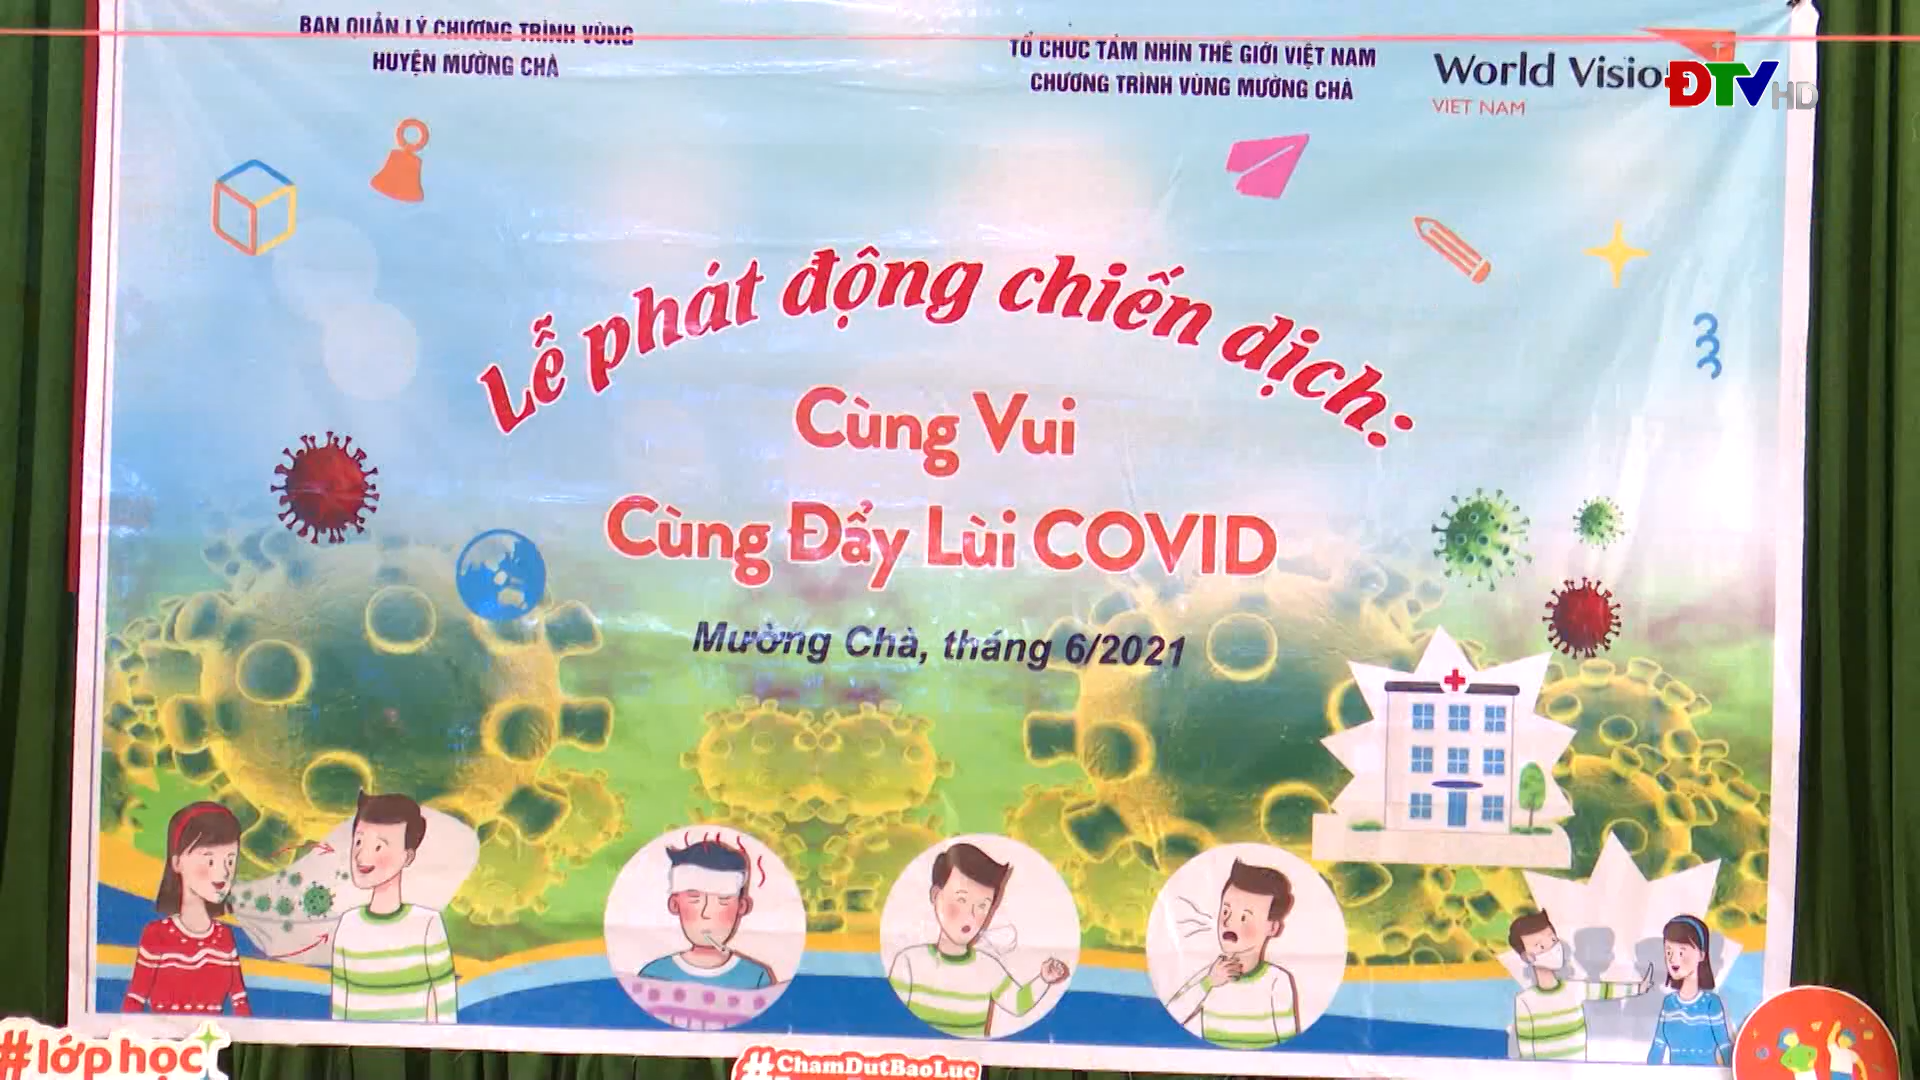 BAN QUẢN LÝ CHƯƠNG TRÌNH VÙNG
HUYỆN MƯỜNG CHÀ
TỔ CHỨC TẦM NHÌN THẾ GIỚI VIỆT NAM
CHƯƠNG TRÌNH VÙNG MƯỜNG CHÀ
World Visio
VIET NAM
ĐTV HD
Lễ phát động chiến dịch:
Cùng Vui
Cùng Đẩy Lùi COVID
Mường Chà, tháng 6/2021
#lớp học
#ChamDutBaoLuc